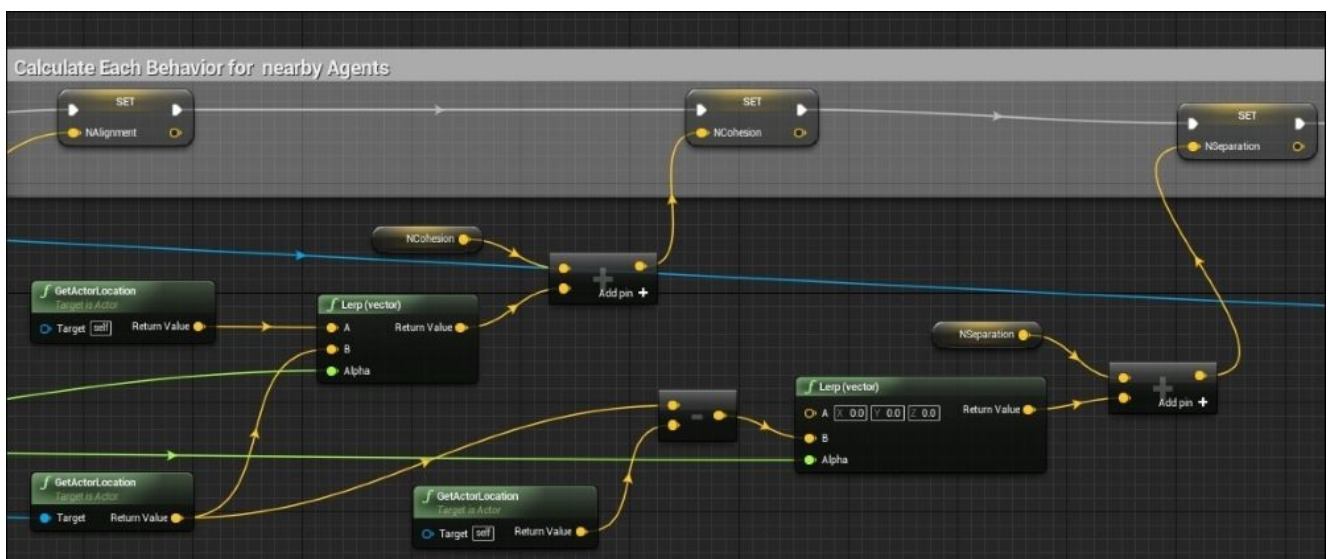 Calculate Each Behavior for nearby Agents
SET
NAlignment
SET
NCohesion
SET
NSeparation
NCohesion
Add pin +
GetActorLocation
Target is Actor
Target self Return Value
Lerp (vector)
A Return Value
B
Alpha
NSeparation
Add pin +
Lerp (vector)
A X 0.0 Y 0.0 Z 0.0 Return Value
B
Alpha
GetActorLocation
Target is Actor
Target Return Value
GetActorLocation
Target is Actor
Target self Return Value